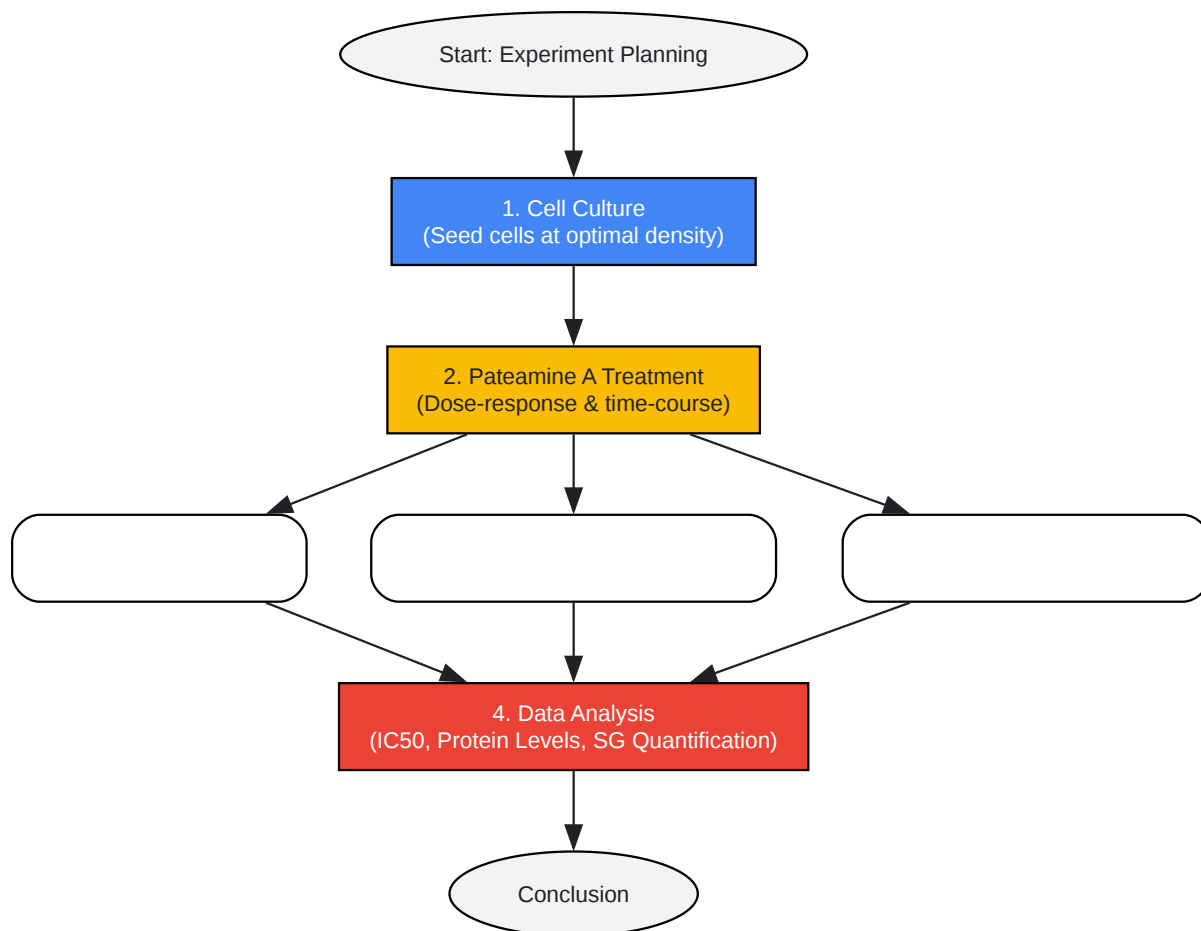 Start: Experiment Planning
1. Cell Culture
(Seed cells at optimal density)
2. Pateamine A Treatment
(Dose-response & time-course)
4. Data Analysis
(IC50, Protein Levels, SG Quantification)
Conclusion